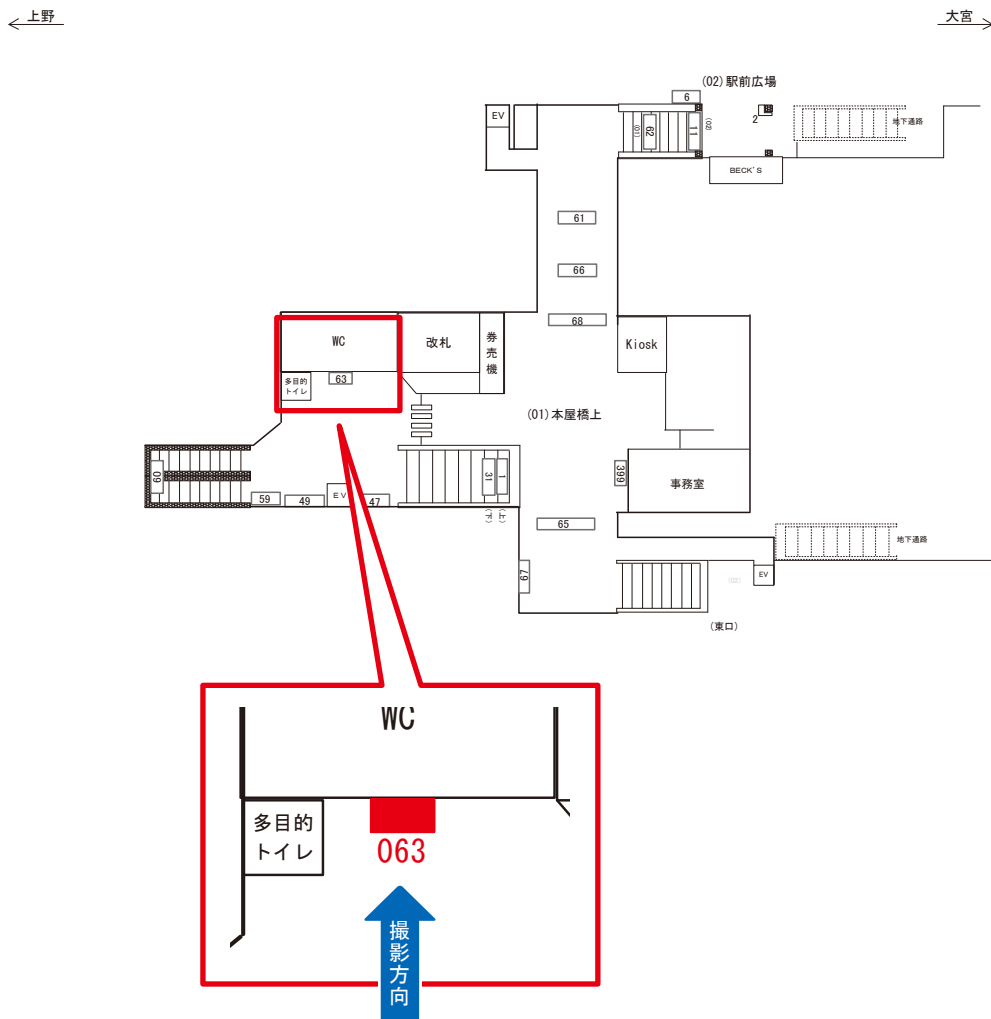 上野
大宮
(02)駅前広場
6
EV
62
(01)
11
(02)
2
地下通路
BECK'S
61
66
68
WC
改札
券売機
Kiosk
63
多目的
トイレ
(01)本屋橋上
09
59
49
EV
47
31
1
(下)
(上)
399
事務室
65
67
地下通路
(02)
EV
(東口)
WC
多目的
トイレ
063
撮影方向